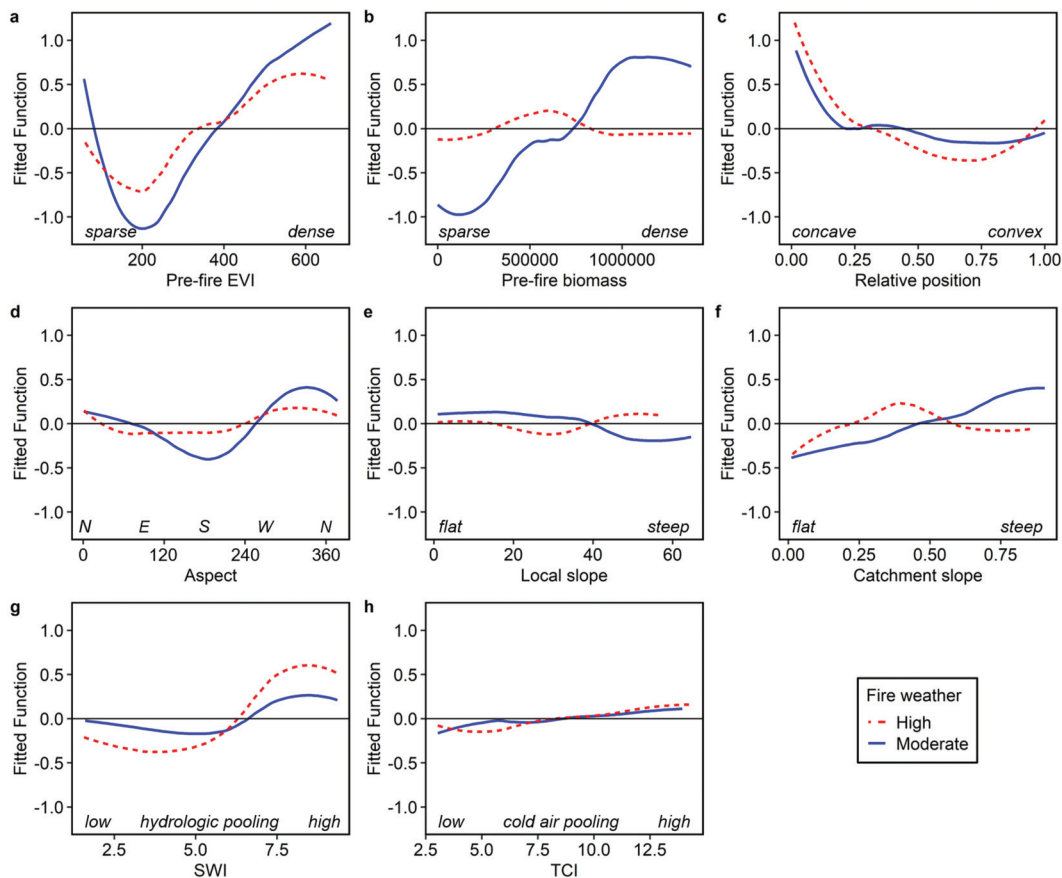 a
Fitted Function
1.0
0.5
0.0
-0.5
-1.0
sparse dense
200 400 600
Pre-fire EVI
b
Fitted Function
1.0
0.5
0.0
-0.5
-1.0
sparse dense
0 500000 1000000
Pre-fire biomass
c
Fitted Function
1.0
0.5
0.0
-0.5
-1.0
concave convex
0.00 0.25 0.50 0.75 1.00
Relative position
d
Fitted Function
1.0
0.5
0.0
-0.5
-1.0
N E S W N
0 120 240 360
Aspect
e
Fitted Function
1.0
0.5
0.0
-0.5
-1.0
flat steep
0 20 40 60
Local slope
f
Fitted Function
1.0
0.5
0.0
-0.5
-1.0
flat steep
0.00 0.25 0.50 0.75
Catchment slope
g
Fitted Function
1.0
0.5
0.0
-0.5
-1.0
low hydrologic pooling high
2.5 5.0 7.5
SWI
h
Fitted Function
1.0
0.5
0.0
-0.5
-1.0
low cold air pooling high
2.5 5.0 7.5 10.0 12.5
TCI
Fire weather
High
Moderate